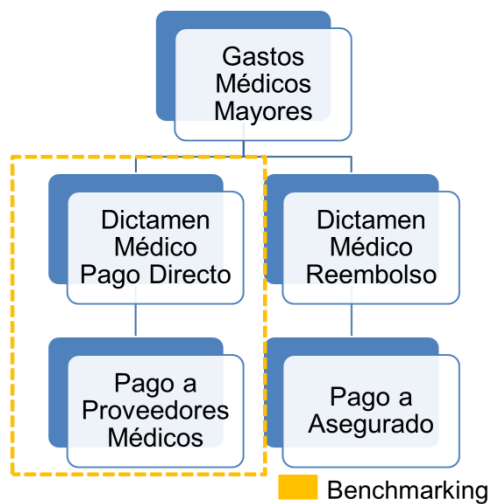 Gastos
Médicos
Mayores
Dictamen
Médico
Pago Directo
Dictamen
Médico
Reembolso
Pago a
Proveedores
Médicos
Pago a
Asegurado
Benchmarking